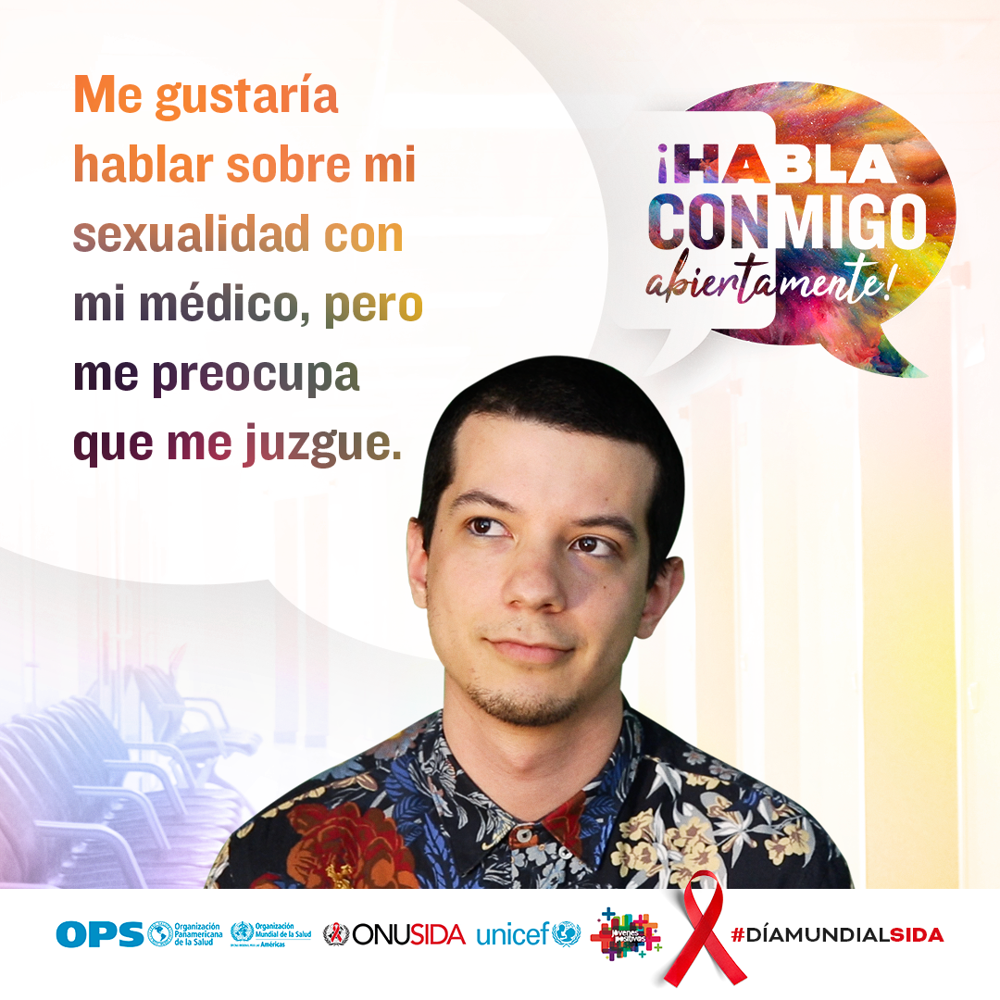 Me gustaría
hablar sobre mi
sexualidad con
mi médico, pero
me preocupa
que me juzgue.
¡HABLA
CONMIGO
abiertamente!
OPS
Organización
Panamericana
de la Salud
Organización
Mundial de la Salud
Américas
ONUSIDA
unicef
jóvenes
positivos
#DÍAMUNDIALSIDA